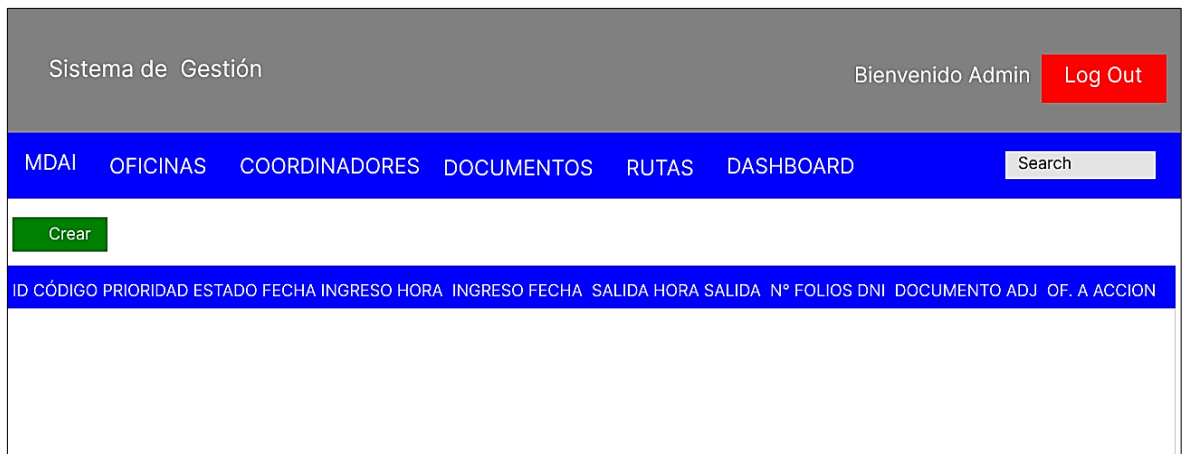 Sistema de Gestión
Bienvenido Admin Log Out
MDAI OFICINAS COORDINADORES DOCUMENTOS RUTAS DASHBOARD Search
Crear
ID CÓDIGO PRIORIDAD ESTADO FECHA INGRESO HORA INGRESO FECHA SALIDA HORA SALIDA N° FOLIOS DNI DOCUMENTO ADJ OF. A ACCION